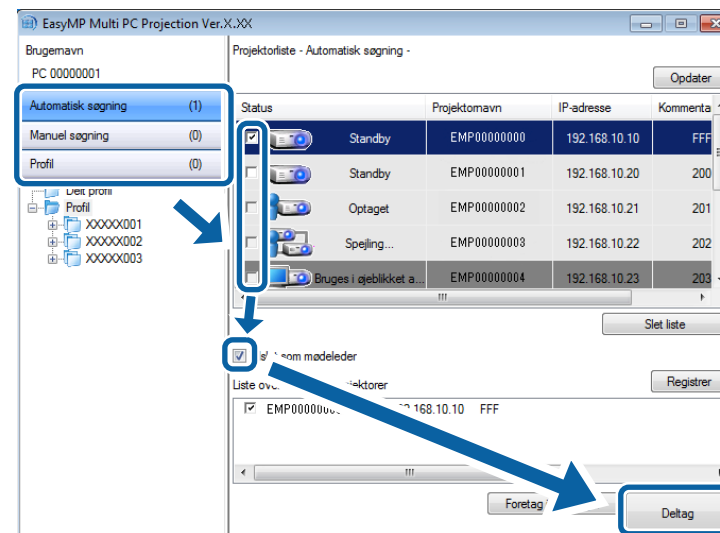 EasyMP Multi PC Projection Ver.X.XX
Brugernavn
PC 00000001
Automatisk søgning (1)
Manuel søgning (0)
Profil (0)
Delt profil
Profil
XXXXX001
XXXXX002
XXXXX003
Projektorliste - Automatisk søgning -
Opdater
Status Projektornavn IP-adresse Kommenta
Standby EMP00000000 192.168.10.10 FFF
Standby EMP00000001 192.168.10.20 200
Optaget EMP00000002 192.168.10.21 201
Spejling... EMP00000003 192.168.10.22 202
Bruges i øjeblikket a... EMP00000004 192.168.10.23 203
Slet liste
som mødeleder
Liste
Registrer
168.10.10 FFF
Foretag
Deltag